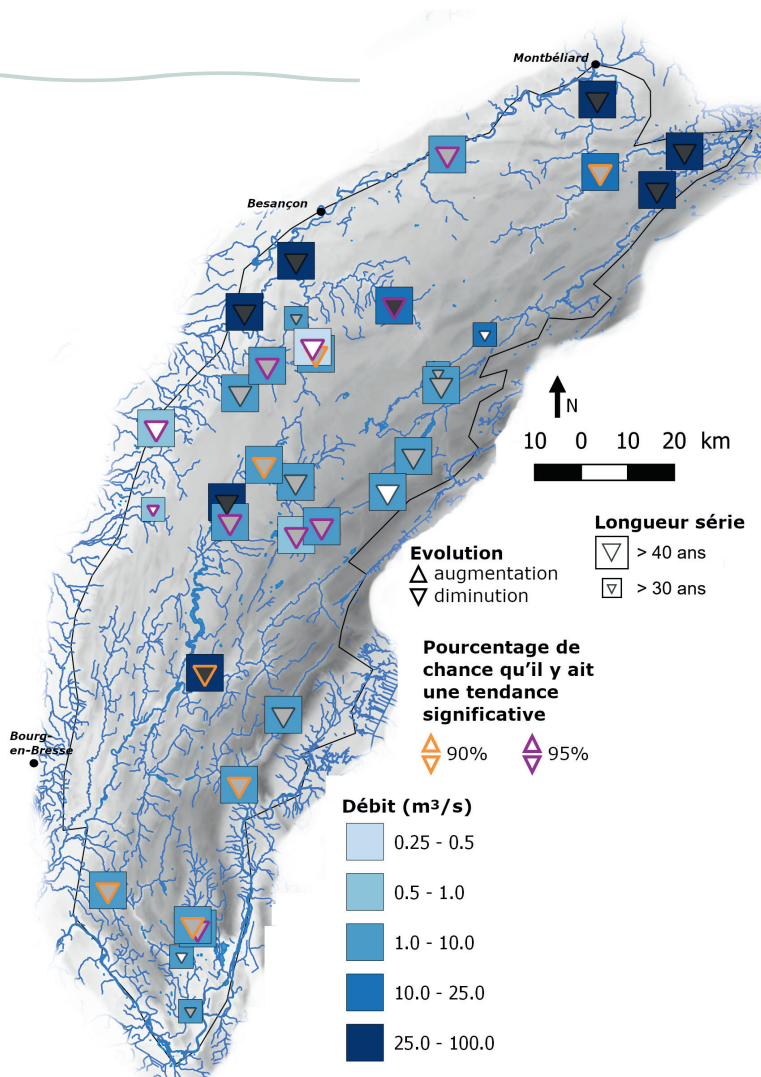 Montbéliard
Besançon
N
10 0 10 20 km
Longueur série
> 40 ans
> 30 ans
Evolution
augmentation
diminution
Pourcentage de
chance qu'il y ait
une tendance
significative
90%
95%
Bourg-
en-Bresse
Débit (m3/s)
0.25 - 0.5
0.5 - 1.0
1.0 - 10.0
10.0 - 25.0
25.0 - 100.0